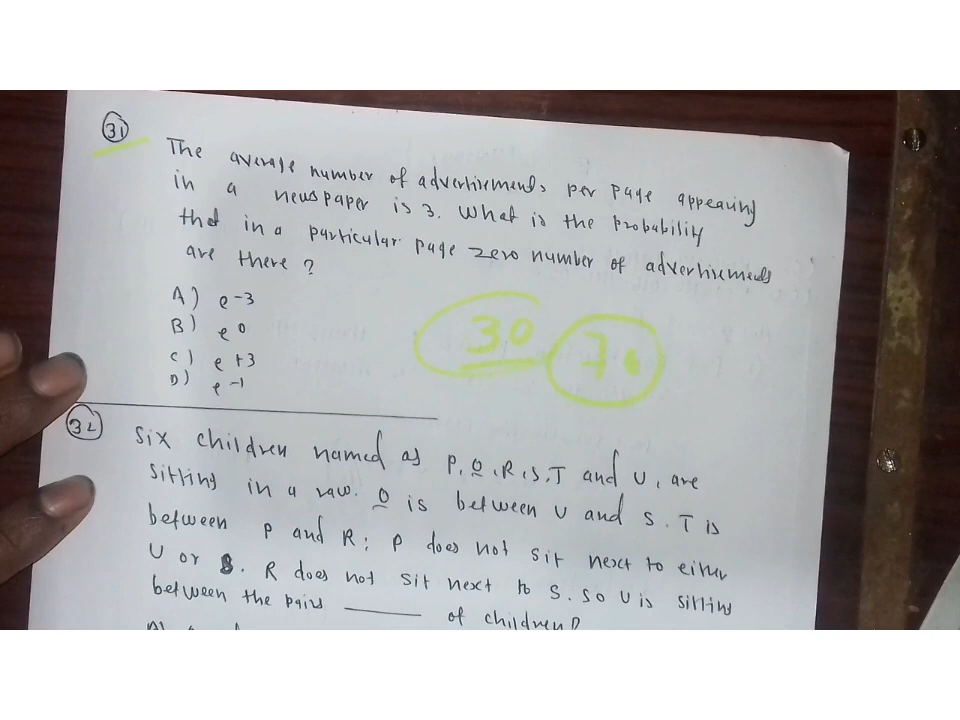 31
The average number of advertisements per page appearing
in a newspaper is 3. What is the probability
that in a particular page zero number of advertisements
are there ?
A) e-3
B) e0
C) e+3
D) e-1
30
32
Six children named as P, Q, R, S, T and U, are
sitting in a raw. Q is between U and S. T is
between P and R; P does not sit next to either
U or S. R does not sit next to S. SO U is sitting
between the pairs ______ of children?